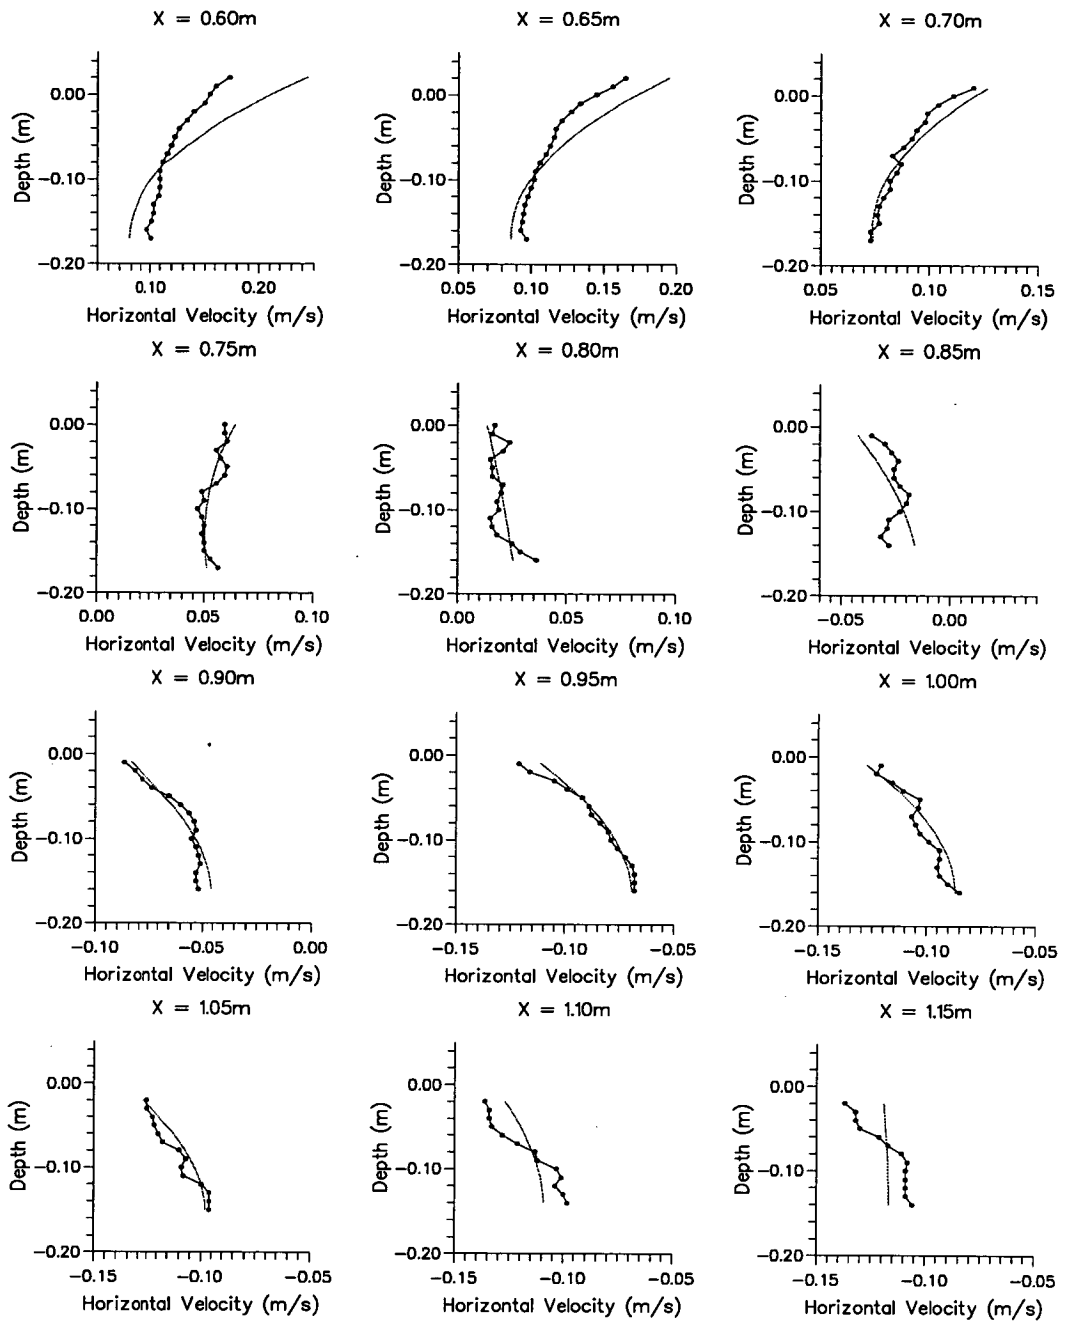 X = 0.60m X = 0.65m X = 0.70m
0.00 0.00 0.00
Depth (m) Depth (m) Depth (m)
-0.10 -0.10 -0.10
-0.20 -0.20 -0.20
0.10 0.20 0.05 0.10 0.15 0.20 0.05 0.10 0.15
Horizontal Velocity (m/s) Horizontal Velocity (m/s) Horizontal Velocity (m/s)
X = 0.75m X = 0.80m X = 0.85m
0.00 0.00 0.00
Depth (m) Depth (m) Depth (m)
-0.10 -0.10 -0.10
-0.20 -0.20 -0.20
0.00 0.05 0.10 0.00 0.05 0.10 -0.05 0.00
Horizontal Velocity (m/s) Horizontal Velocity (m/s) Horizontal Velocity (m/s)
X = 0.90m X = 0.95m X = 1.00m
0.00 0.00 0.00
Depth (m) Depth (m) Depth (m)
-0.10 -0.10 -0.10
-0.20 -0.20 -0.20
-0.10 -0.05 0.00 -0.15 -0.10 -0.05 -0.15 -0.10 -0.05
Horizontal Velocity (m/s) Horizontal Velocity (m/s) Horizontal Velocity (m/s)
X = 1.05m X = 1.10m X = 1.15m
0.00 0.00 0.00
Depth (m) Depth (m) Depth (m)
-0.10 -0.10 -0.10
-0.20 -0.20 -0.20
-0.15 -0.10 -0.05 -0.15 -0.10 -0.05 -0.15 -0.10 -0.05
Horizontal Velocity (m/s) Horizontal Velocity (m/s) Horizontal Velocity (m/s)